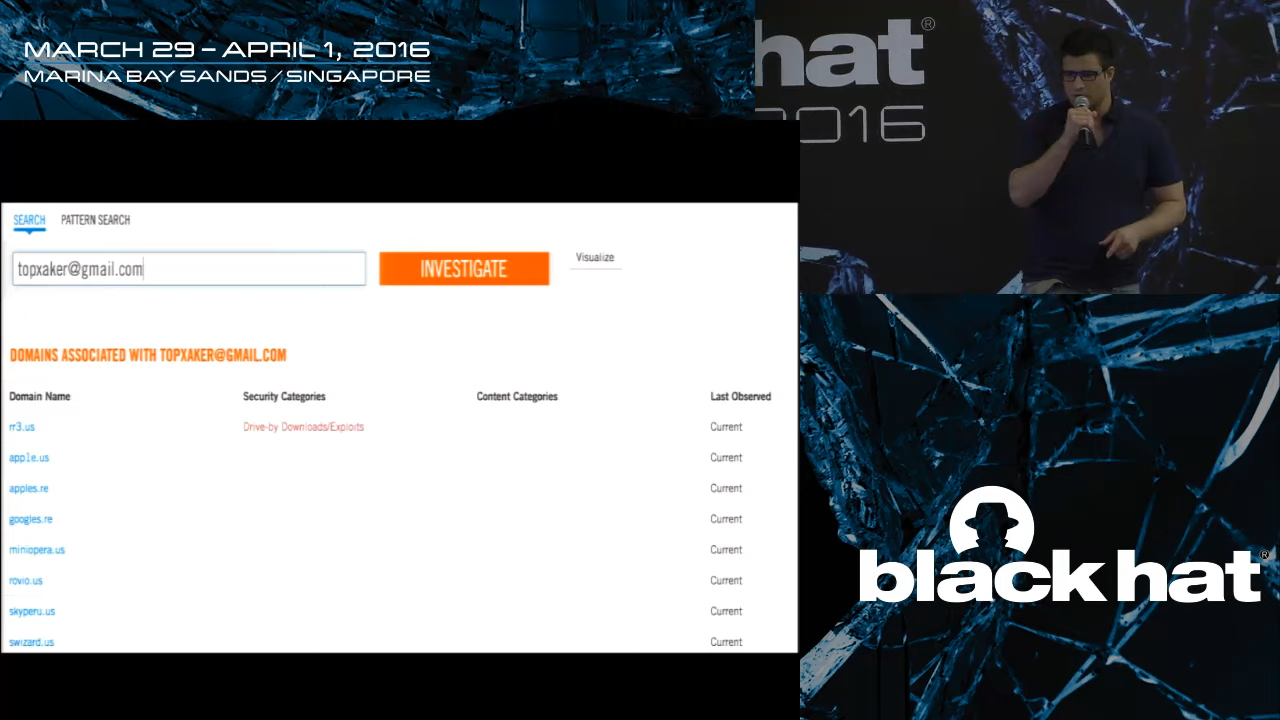 MARCH 29 – APRIL 1, 2016
MARINA BAY SANDS / SINGAPORE
hat®
2016
SEARCH PATTERN SEARCH
topxaker@gmail.com INVESTIGATE Visualize
DOMAINS ASSOCIATED WITH TOPXAKER@GMAIL.COM
Domain Name Security Categories Content Categories Last Observed
rr3.us Drive-by Downloads/Exploits Current
app1e.us Current
apples.re Current
googles.re Current
miniopera.us Current
rovio.us Current
skyperu.us Current
swizard.us Current
black hat®